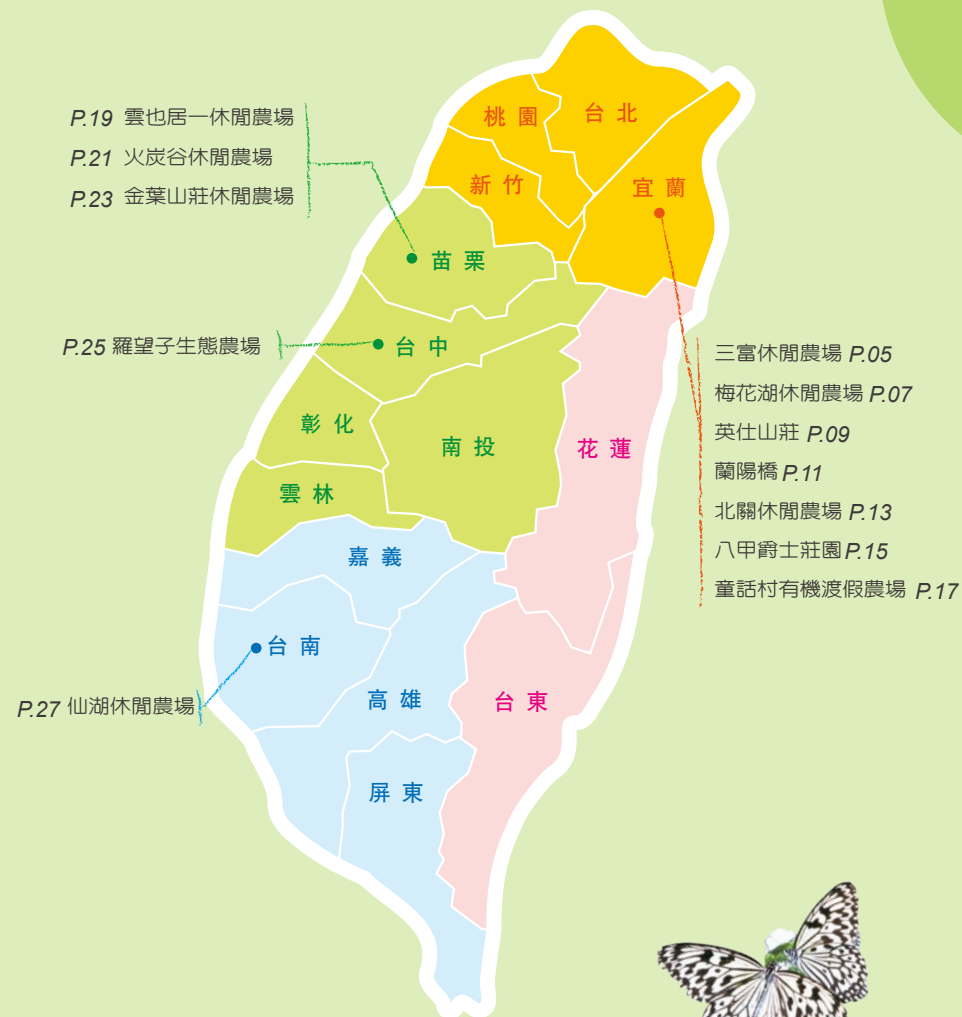 P.19 雲也居一休閒農場
P.21 火炭谷休閒農場
P.23 金葉山莊休閒農場
P.25 羅望子生態農場
P.27 仙湖休閒農場
桃園
台北
新竹
宜蘭
苗栗
台中
彰化
南投
雲林
花蓮
嘉義
台南
高雄
台東
屏東
三富休閒農場 P.05
梅花湖休閒農場 P.07
英仕山莊 P.09
蘭陽橋 P.11
北關休閒農場 P.13
八甲爵士莊園 P.15
童話村有機渡假農場 P.17